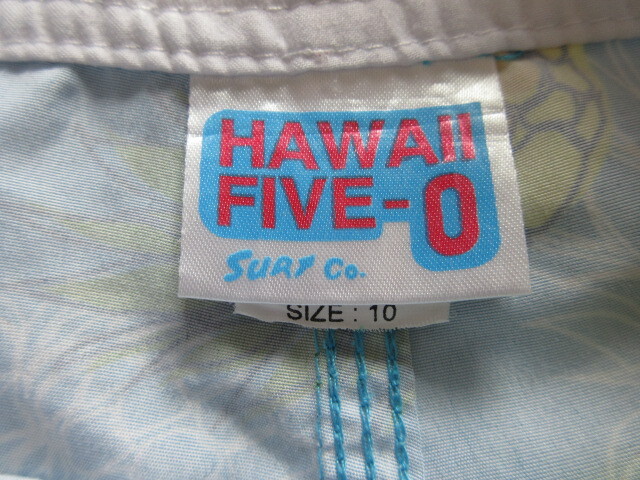 HAWAII
FIVE-O
SURF Co.
SIZE : 10